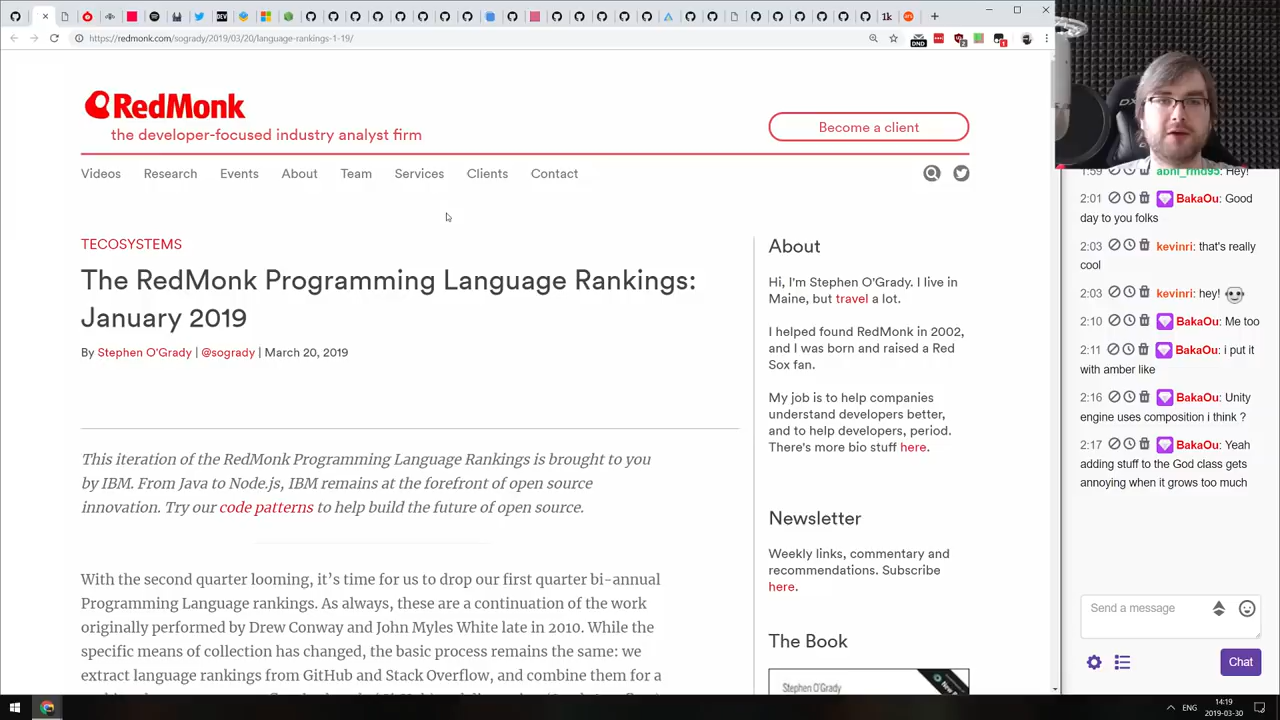 DEV
1k
https://redmonk.com/sogrady/2019/03/20/language-rankings-1-19/
DND
2
1
RedMonk
the developer-focused industry analyst firm
Become a client
Videos Research Events About Team Services Clients Contact
TECOSYSTEMS
The RedMonk Programming Language Rankings:
January 2019
By Stephen O'Grady | @sogrady | March 20, 2019
This iteration of the RedMonk Programming Language Rankings is brought to you
by IBM. From Java to Node.js, IBM remains at the forefront of open source
innovation. Try our code patterns to help build the future of open source.
With the second quarter looming, it’s time for us to drop our first quarter bi-annual
Programming Language rankings. As always, these are a continuation of the work
originally performed by Drew Conway and John Myles White late in 2010. While the
specific means of collection has changed, the basic process remains the same: we
extract language rankings from GitHub and Stack Overflow, and combine them for a
About
Hi, I'm Stephen O'Grady. I live in
Maine, but travel a lot.
I helped found RedMonk in 2002,
and I was born and raised a Red
Sox fan.
My job is to help companies
understand developers better,
and to help developers, period.
There's more bio stuff here.
Newsletter
Weekly links, commentary and
recommendations. Subscribe
here.
The Book
Stephen O'Grady
DX
1:59 abhi_rmd95: Hey!
2:01 BakaOu: Good
day to you folks
2:03 kevinri: that's really
cool
2:03 kevinri: hey!
2:10 BakaOu: Me too
2:11 BakaOu: i put it
with amber like
2:16 BakaOu: Unity
engine uses composition i think ?
2:17 BakaOu: Yeah
adding stuff to the God class gets
annoying when it grows too much
Send a message
Chat
ENG
14:19
2019-03-30